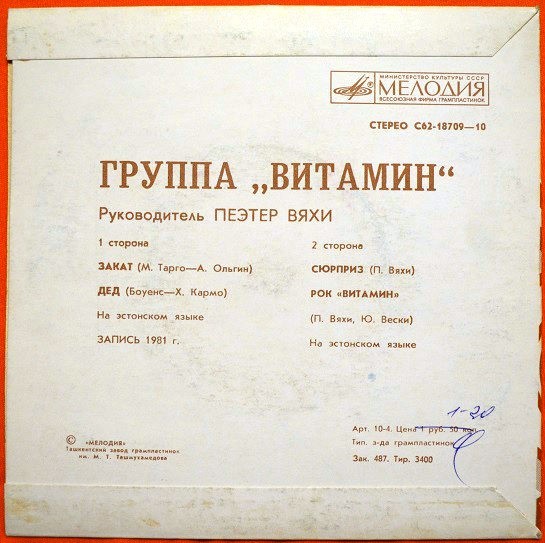 МИНИСТЕРСТВО КУЛЬТУРЫ СССР
МЕЛОДИЯ
ВСЕСОЮЗНАЯ ФИРМА ГРАМПЛАСТИНОК
СТЕРЕО С62-18709—10
ГРУППА „ВИТАМИН“
Руководитель ПЕЭТЕР ВЯХИ
1 сторона
ЗАКАТ (М. Тарго—А. Ольгин)
ДЕД (Боуенс—Х. Кармо)
На эстонском языке
ЗАПИСЬ 1981 г.
2 сторона
СЮРПРИЗ (П. Вяхи)
РОК «ВИТАМИН»
(П. Вяхи, Ю. Вески)
На эстонском языке
© «МЕЛОДИЯ»
Ташкентский завод грампластинок
им. М. Т. Ташмухамедова
1-20
Арт. 10-4. Цена 1 руб. 50 коп
Тип. з-да грампластинок
Зак. 487. Тир. 3400